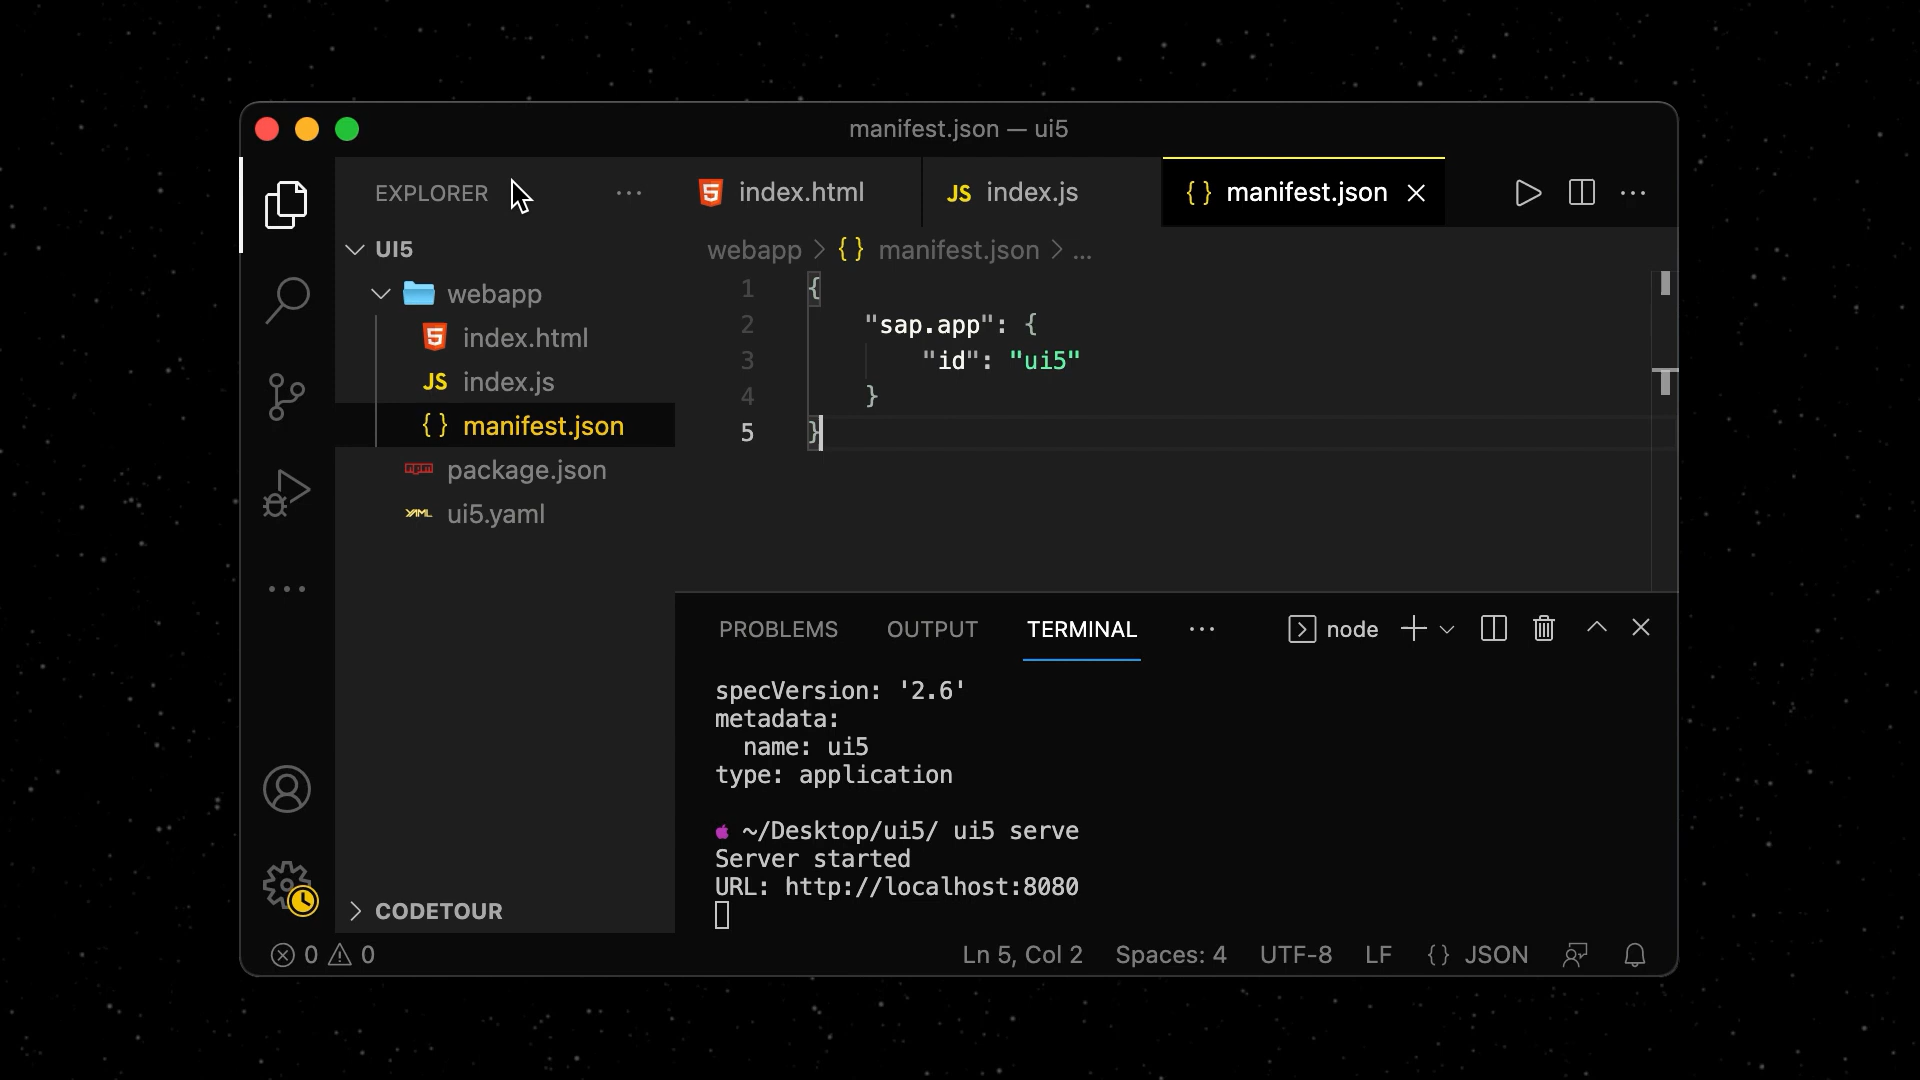 manifest.json — ui5
EXPLORER
UI5
webapp
index.html
JS index.js
{ } manifest.json
package.json
YAML ui5.yaml
CODETOUR
5 index.html
JS index.js
{ } manifest.json
webapp > { } manifest.json > ...
1 {
2 "sap.app": {
3 "id": "ui5"
4 }
5 }
PROBLEMS OUTPUT TERMINAL ... node
specVersion: '2.6'
metadata:
name: ui5
type: application
~/Desktop/ui5/ ui5 serve
Server started
URL: http://localhost:8080
0 0
Ln 5, Col 2 Spaces: 4 UTF-8 LF { } JSON